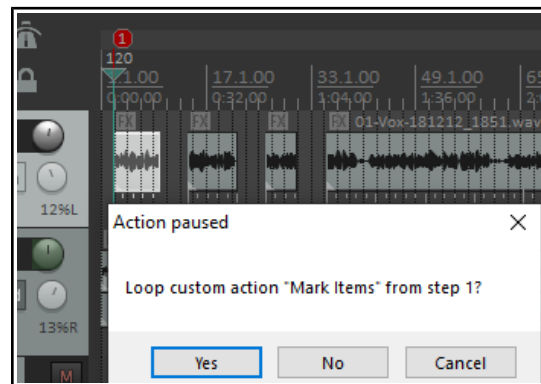 1
120
1.1.00 17.1.00 33.1.00 49.1.00
0:00,00 0:32,00 1:04,00 1:36,00
FX FX FX FX 01-Vox-181212_1851.wav
12%L
Action paused
Loop custom action "Mark Items" from step 1?
13%R
Yes No Cancel
M